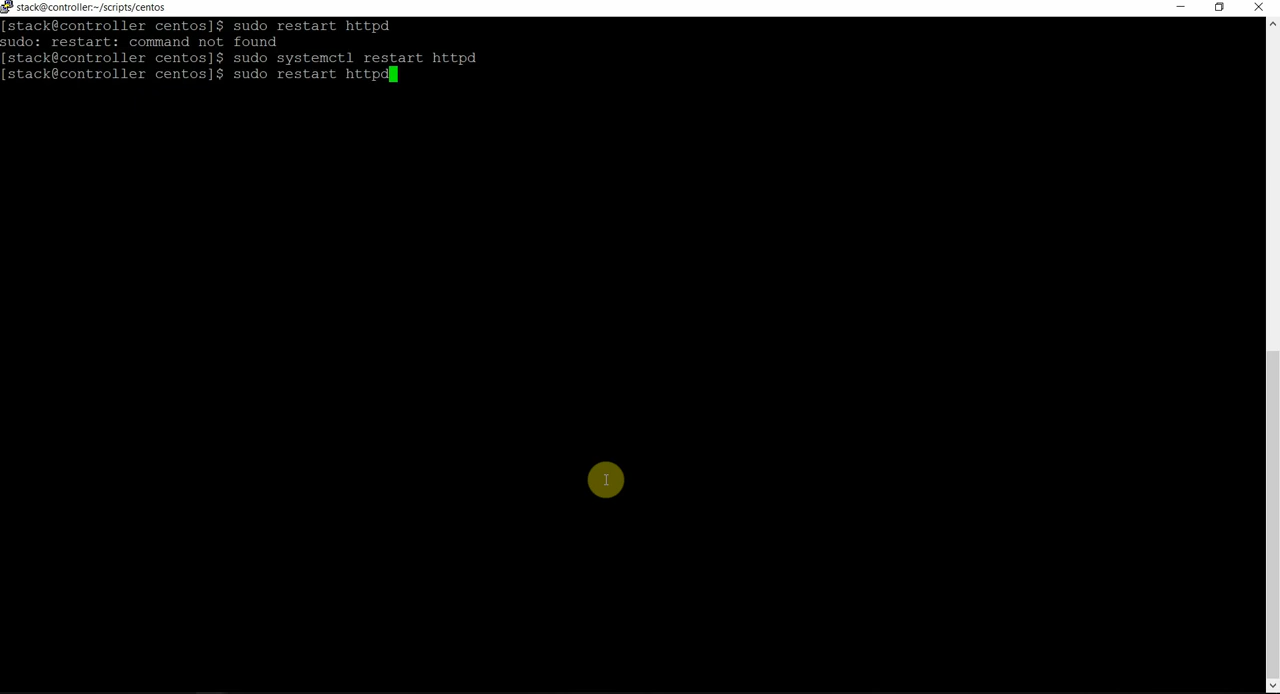 stack@controller:~/scripts/centos
[stack@controller centos]$ sudo restart httpd
sudo: restart: command not found
[stack@controller centos]$ sudo systemctl restart httpd
[stack@controller centos]$ sudo restart httpd